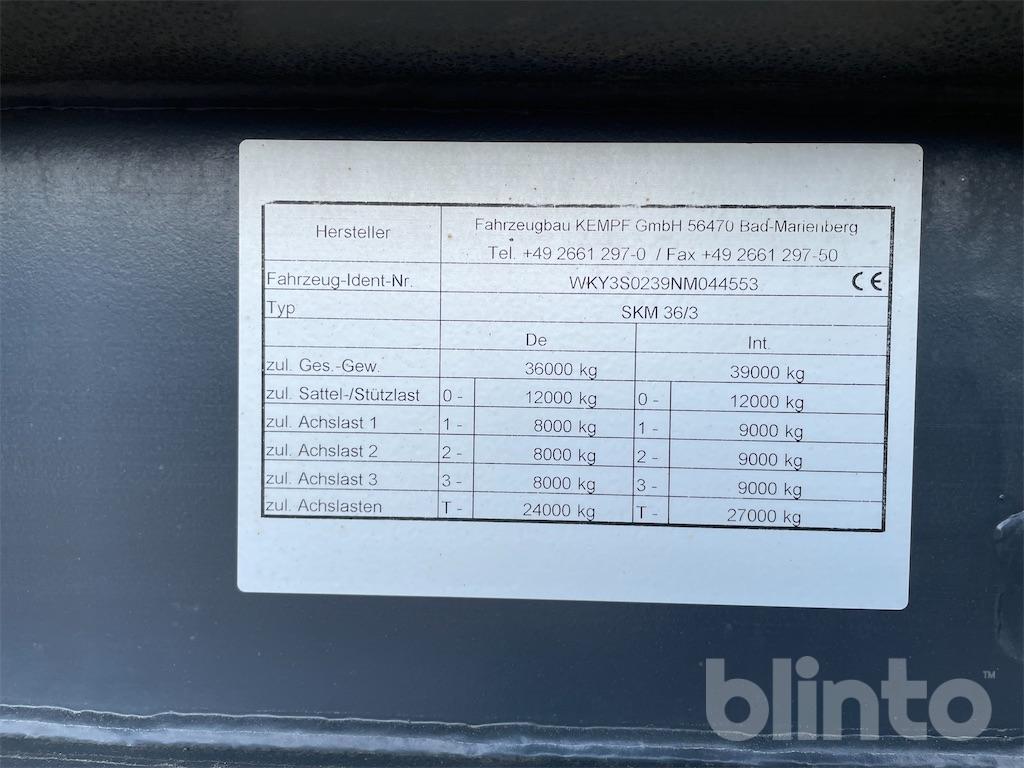 Hersteller Fahrzeugbau KEMPF GmbH 56470 Bad-Marienberg
Tel. +49 2661 297-0 / Fax +49 2661 297-50
Fahrzeug-Ident-Nr. WKY3S0239NM044553 CE
Typ SKM 36/3
De Int.
zul. Ges.-Gew. 36000 kg 39000 kg
zul. Sattel-/Stützlast 0- 12000 kg 0- 12000 kg
zul. Achslast 1 1- 8000 kg 1- 9000 kg
zul. Achslast 2 2- 8000 kg 2- 9000 kg
zul. Achslast 3 3- 8000 kg 3- 9000 kg
zul. Achslasten T- 24000 kg T- 27000 kg
blinto™